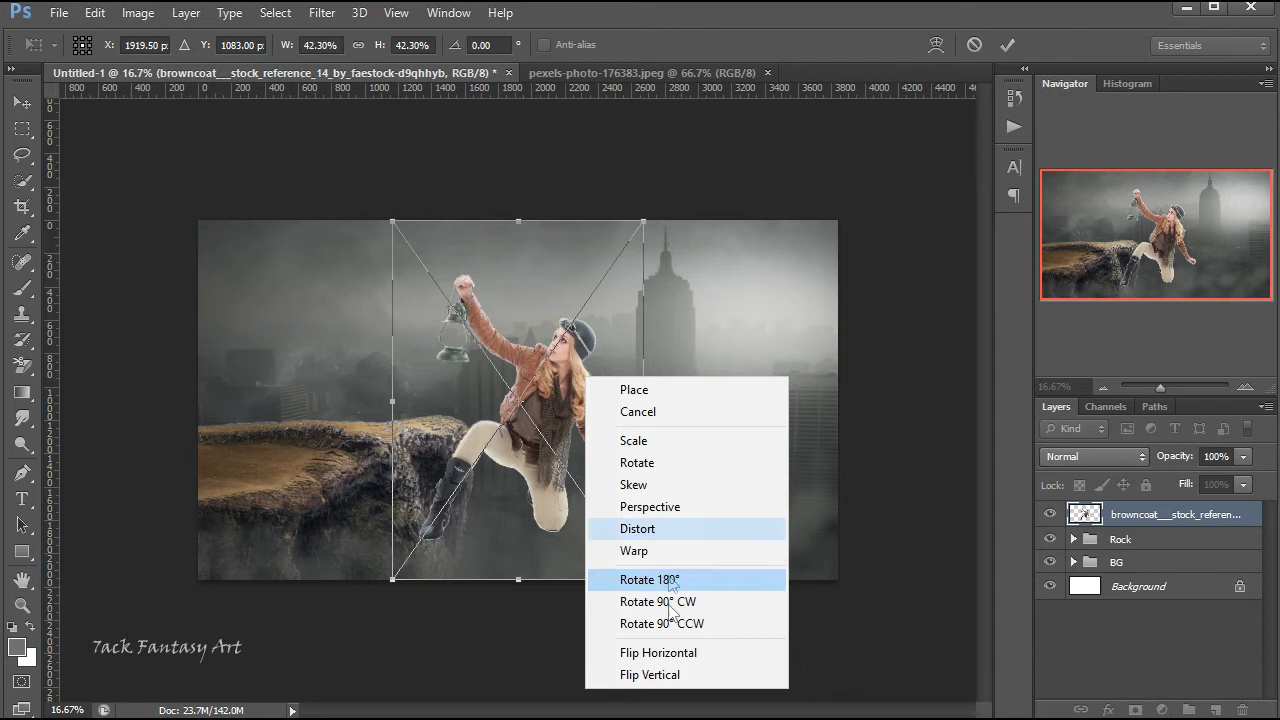 Ps File Edit Image Layer Type Select Filter 3D View Window Help
X: 1919.50 p Y: 1083.00 p W: 42.30% H: 42.30% 0.00 ° Anti-alias Essentials
Untitled-1 @ 16.7% (browncoat___stock_reference_14_by_faestock-d9qhhyb, RGB/8) * × pexels-photo-176383.jpeg @ 66.7% (RGB/8) ×
800 600 400 200 0 200 400 600 800 1000 1200 1400 1600 1800 2000 2200 2400 2600 2800 3000 3200 3400 3600 3800 4000 4200 4400
Navigator Histogram
16.67%
Place
Cancel
Scale
Rotate
Skew
Perspective
Distort
Warp
Rotate 180°
Rotate 90° CW
Rotate 90° CCW
Flip Horizontal
Flip Vertical
Layers Channels Paths
Kind
Normal Opacity: 100%
Lock: Fill: 100%
browncoat___stock_referen...
Rock
BG
Background
7ack Fantasy Art
16.67% Doc: 23.7M/142.0M